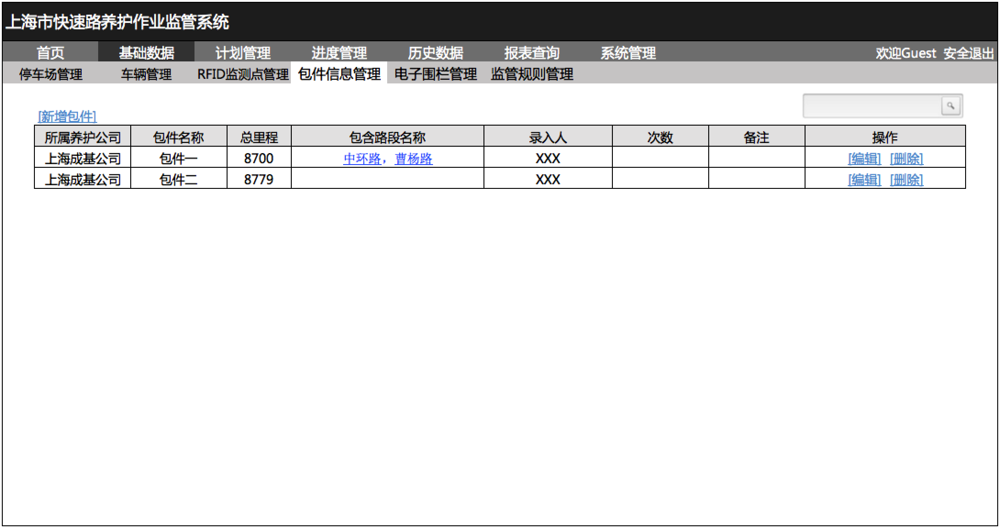 上海市快速路养护作业监管系统
首页 基础数据 计划管理 进度管理 历史数据 报表查询 系统管理 欢迎Guest 安全退出
停车场管理 车辆管理 RFID监测点管理 包件信息管理 电子围栏管理 监管规则管理
[新增包件]
所属养护公司 包件名称 总里程 包含路段名称 录入人 次数 备注 操作
上海成基公司 包件一 8700 中环路，曹杨路 XXX [编辑] [删除]
上海成基公司 包件二 8779 XXX [编辑] [删除]